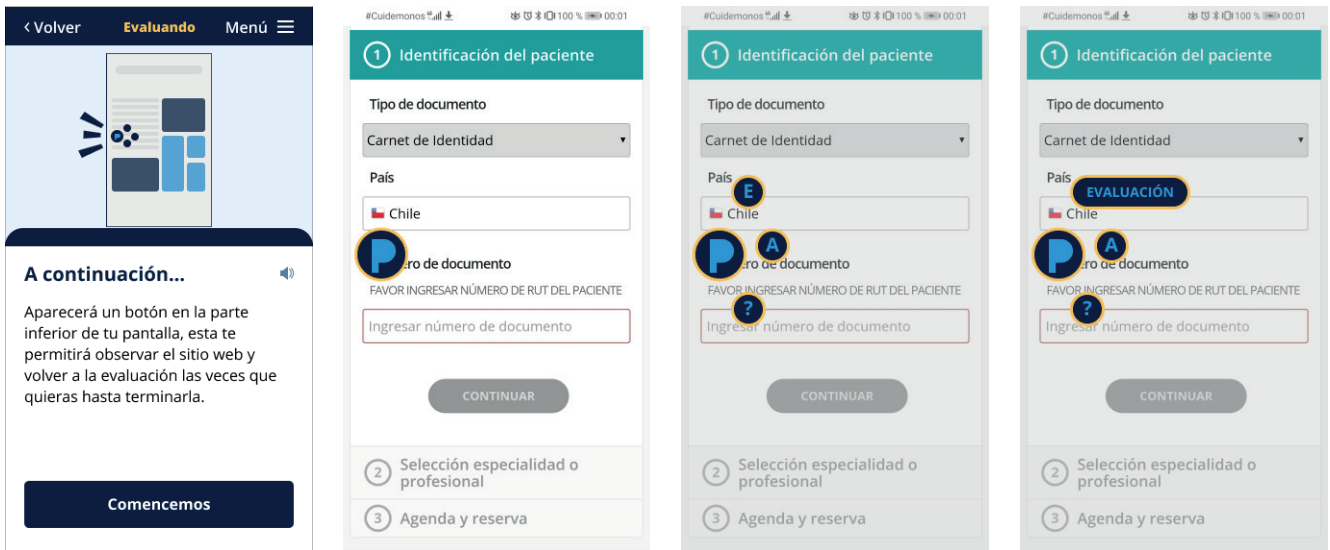 Volver Evaluando Menú
P
A continuación...
Aparecerá un botón en la parte
inferior de tu pantalla, esta te
permitirá observar el sitio web y
volver a la evaluación las veces que
quieras hasta terminarla.
Comencemos
#Cuidemonos 100 % 00:01
1 Identificación del paciente
Tipo de documento
Carnet de Identidad
País
Chile
P
ro de documento
FAVOR INGRESAR NÚMERO DE RUT DEL PACIENTE
Ingresar número de documento
CONTINUAR
2 Selección especialidad o
profesional
3 Agenda y reserva
#Cuidemonos 100 % 00:01
1 Identificación del paciente
Tipo de documento
Carnet de Identidad
País
E
Chile
P A
ro de documento
FAVOR INGRESAR NÚMERO DE RUT DEL PACIENTE
?
Ingresar número de documento
CONTINUAR
2 Selección especialidad o
profesional
3 Agenda y reserva
#Cuidemonos 100 % 00:01
1 Identificación del paciente
Tipo de documento
Carnet de Identidad
País
EVALUACIÓN
Chile
P A
ro de documento
FAVOR INGRESAR NÚMERO DE RUT DEL PACIENTE
?
Ingresar número de documento
CONTINUAR
2 Selección especialidad o
profesional
3 Agenda y reserva